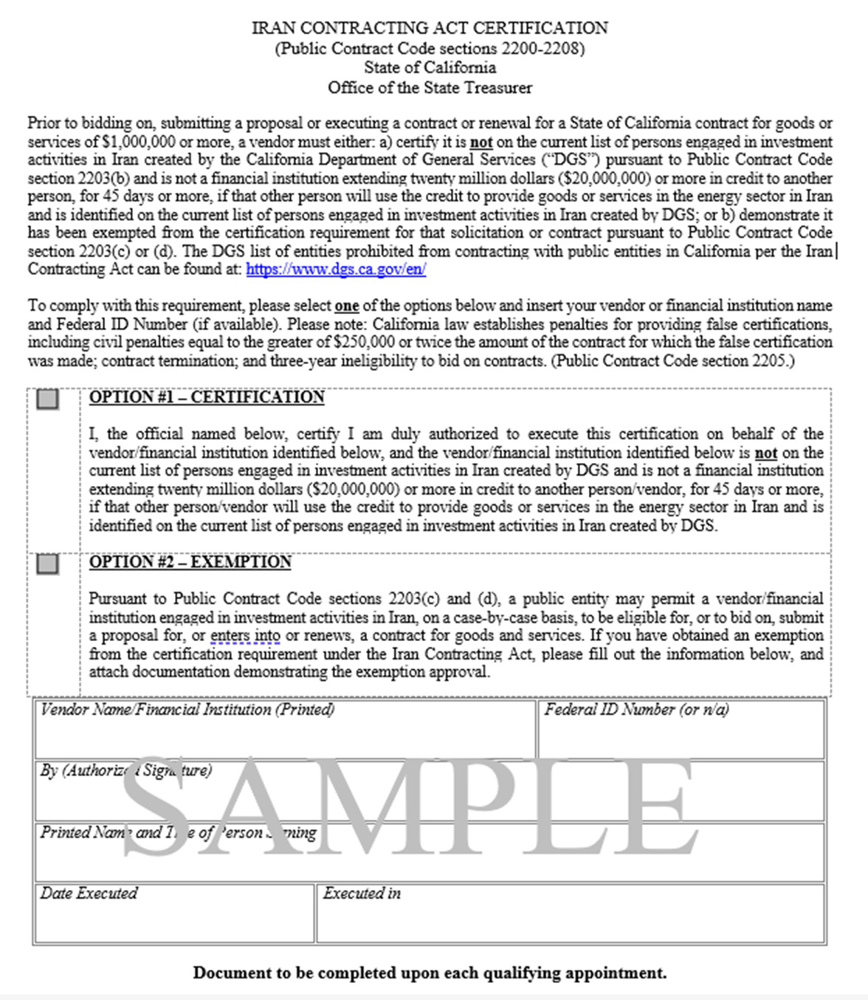 IRAN CONTRACTING ACT CERTIFICATION
(Public Contract Code sections 2200-2208)
State of California
Office of the State Treasurer
Prior to bidding on, submitting a proposal or executing a contract or renewal for a State of California contract for goods or
services of $1,000,000 or more, a vendor must either: a) certify it is not on the current list of persons engaged in investment
activities in Iran created by the California Department of General Services (“DGS”) pursuant to Public Contract Code
section 2203(b) and is not a financial institution extending twenty million dollars ($20,000,000) or more in credit to another
person, for 45 days or more, if that other person will use the credit to provide goods or services in the energy sector in Iran
and is identified on the current list of persons engaged in investment activities in Iran created by DGS; or b) demonstrate it
has been exempted from the certification requirement for that solicitation or contract pursuant to Public Contract Code
section 2203(c) or (d). The DGS list of entities prohibited from contracting with public entities in California per the Iran
Contracting Act can be found at: https://www.dgs.ca.gov/en/
To comply with this requirement, please select one of the options below and insert your vendor or financial institution name
and Federal ID Number (if available). Please note: California law establishes penalties for providing false certifications,
including civil penalties equal to the greater of $250,000 or twice the amount of the contract for which the false certification
was made; contract termination; and three-year ineligibility to bid on contracts. (Public Contract Code section 2205.)
OPTION #1 – CERTIFICATION
I, the official named below, certify I am duly authorized to execute this certification on behalf of the
vendor/financial institution identified below, and the vendor/financial institution identified below is not on the
current list of persons engaged in investment activities in Iran created by DGS and is not a financial institution
extending twenty million dollars ($20,000,000) or more in credit to another person/vendor, for 45 days or more,
if that other person/vendor will use the credit to provide goods or services in the energy sector in Iran and is
identified on the current list of persons engaged in investment activities in Iran created by DGS.
OPTION #2 – EXEMPTION
Pursuant to Public Contract Code sections 2203(c) and (d), a public entity may permit a vendor/financial
institution engaged in investment activities in Iran, on a case-by-case basis, to be eligible for, or to bid on, submit
a proposal for, or enters into or renews, a contract for goods and services. If you have obtained an exemption
from the certification requirement under the Iran Contracting Act, please fill out the information below, and
attach documentation demonstrating the exemption approval.
Vendor Name/Financial Institution (Printed)
Federal ID Number (or n/a)
By (Authorized Signature)
SAMPLE
Printed Name and Title of Person Signing
Date Executed
Executed in
Document to be completed upon each qualifying appointment.